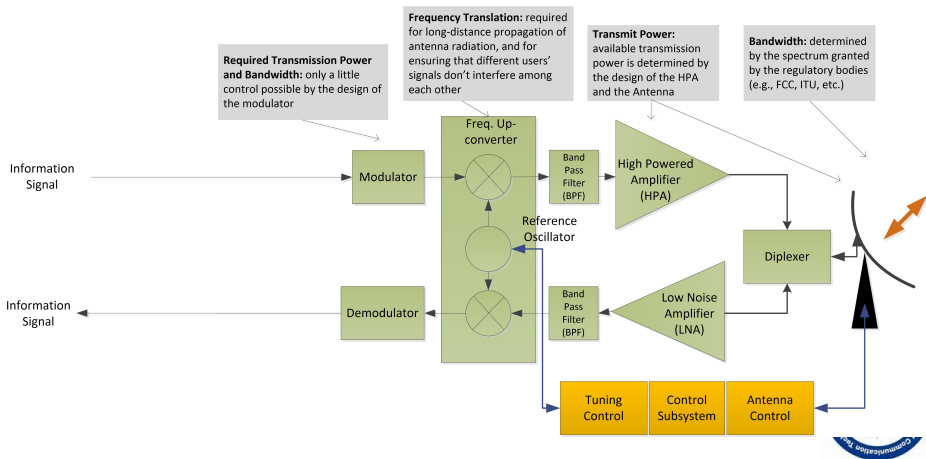 Frequency Translation: required
for long-distance propagation of
antenna radiation, and for
ensuring that different users'
signals don't interfere among
each other
Transmit Power:
available transmission
power is determined by
the design of the HPA
and the Antenna
Bandwidth: determined
by the spectrum granted
by the regulatory bodies
(e.g., FCC, ITU, etc.)
Required Transmission Power
and Bandwidth: only a little
control possible by the design of
the modulator
Freq. Up-
converter
Information
Signal
Modulator
Band
Pass
Filter
(BPF)
High Powered
Amplifier
(HPA)
Reference
Oscillator
Diplexer
Information
Signal
Demodulator
Band
Pass
Filter
(BPF)
Low Noise
Amplifier
(LNA)
Tuning
Control
Control
Subsystem
Antenna
Control
Communication